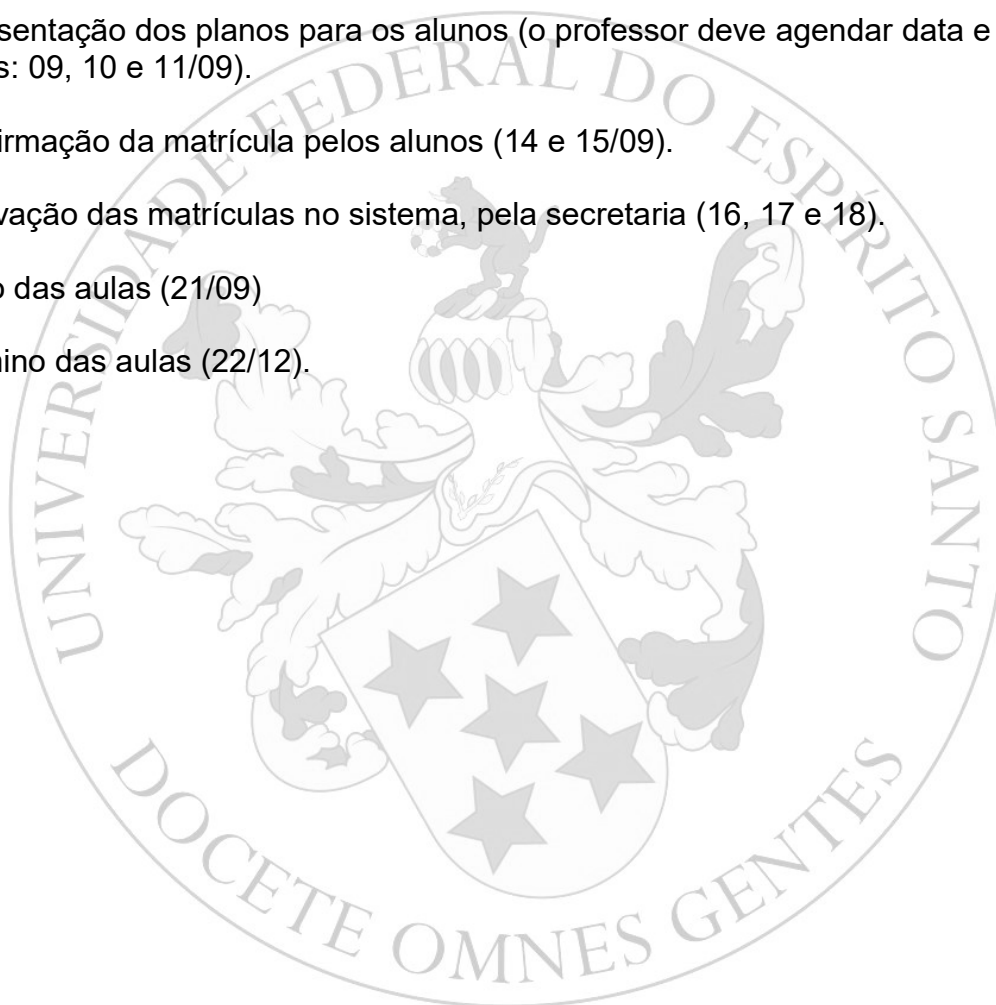 sentação dos planos para os alunos (o professor deve agendar data e
s: 09, 10 e 11/09).
irmação da matrícula pelos alunos (14 e 15/09).
vação das matrículas no sistema, pela secretaria (16, 17 e 18).
o das aulas (21/09)
nino das aulas (22/12).
UNIVERSIDADE FEDERAL DO ESPÍRITO SANTO
DOCETE OMNES GENTES